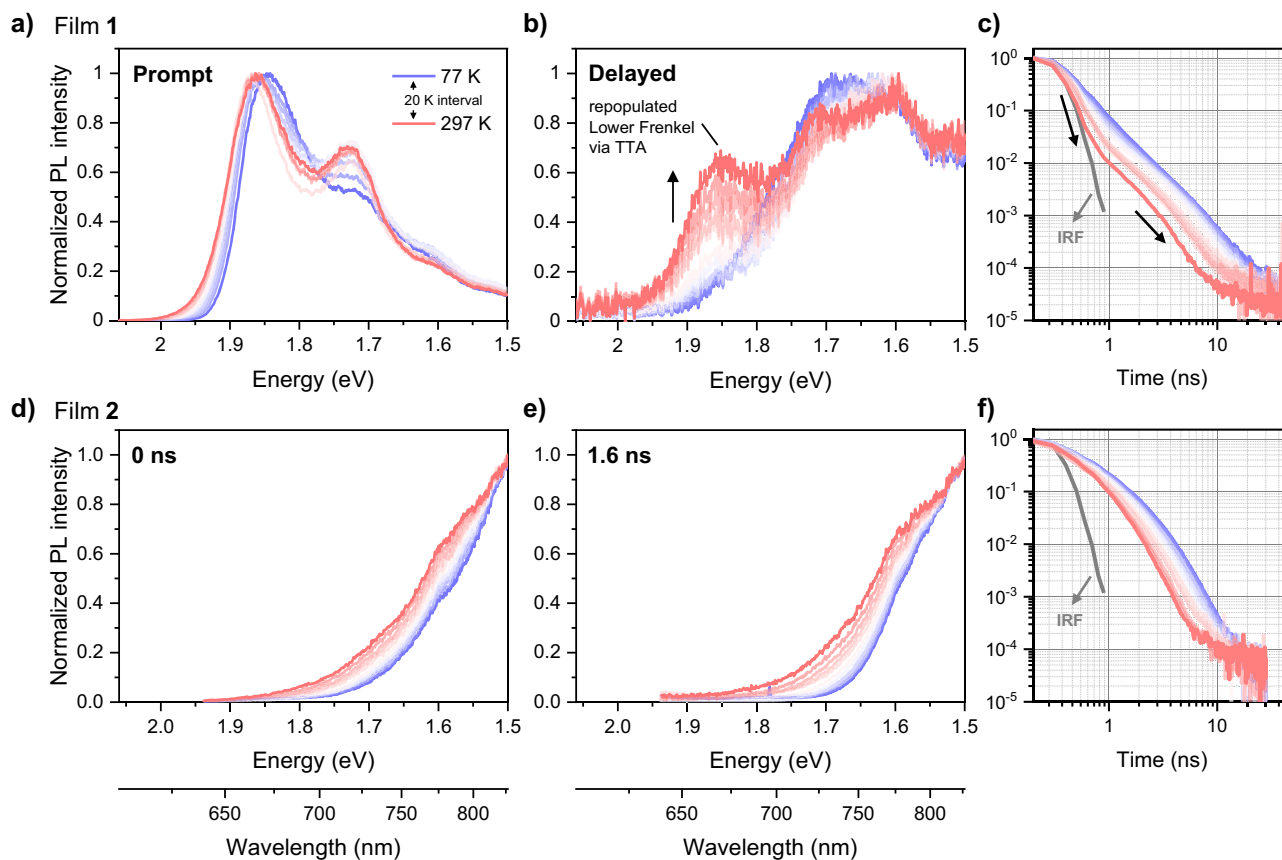 a) Film 1
Normalized PL intensity
1
0.8
0.6
0.4
0.2
0
Prompt
77 K
20 K interval
297 K
2
1.9
1.8
1.7
1.6
1.5
Energy (eV)
b)
1
0.8
0.6
0.4
0.2
0
Delayed
repopulated
Lower Frenkel
via TTA
2
1.9
1.8
1.7
1.6
1.5
Energy (eV)
c)
10⁰
10⁻¹
10⁻²
10⁻³
10⁻⁴
10⁻⁵
IRF
1
10
Time (ns)
d) Film 2
Normalized PL intensity
1.0
0.8
0.6
0.4
0.2
0.0
0 ns
2.0
1.9
1.8
1.7
1.6
1.5
Energy (eV)
650
700
750
800
Wavelength (nm)
e)
1.0
0.8
0.6
0.4
0.2
0.0
1.6 ns
2.0
1.9
1.8
1.7
1.6
1.5
Energy (eV)
650
700
750
800
Wavelength (nm)
f)
10⁰
10⁻¹
10⁻²
10⁻³
10⁻⁴
10⁻⁵
IRF
1
10
Time (ns)